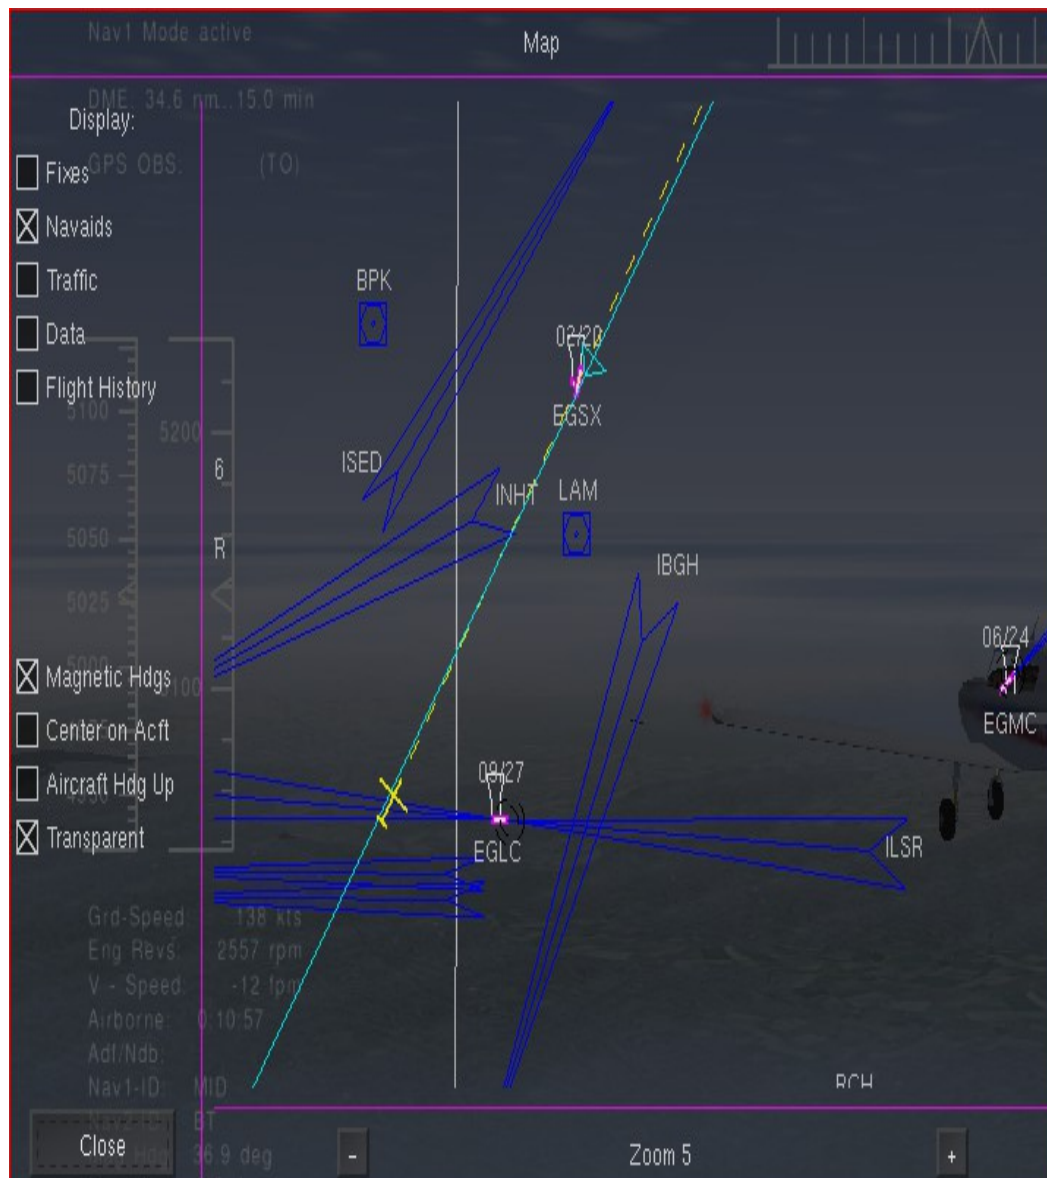 Nav1 Mode active
Map
DME: 34.6 nm...15.0 min
Display:
GPS OBS: (TO)
Fixes
Navaids
Traffic
Data
Flight History
BPK
02/20
EGSX
5100
5200
ISED
6
5075
INHT
LAM
5050
R
IBGH
5025
06/24
5000
Magnetic Hdgs
5100
Center on Acft
EGMC
09/27
Aircraft Hdg Up
Transparent
EGLC
ILSR
Grd-Speed: 138 kts
Eng Revs: 2557 rpm
V - Speed: -12 fpm
Airborne: 0:10:57
Adf/Ndb:
Nav1-ID: MID
BT
Close
36.9 deg
-
Zoom 5
+